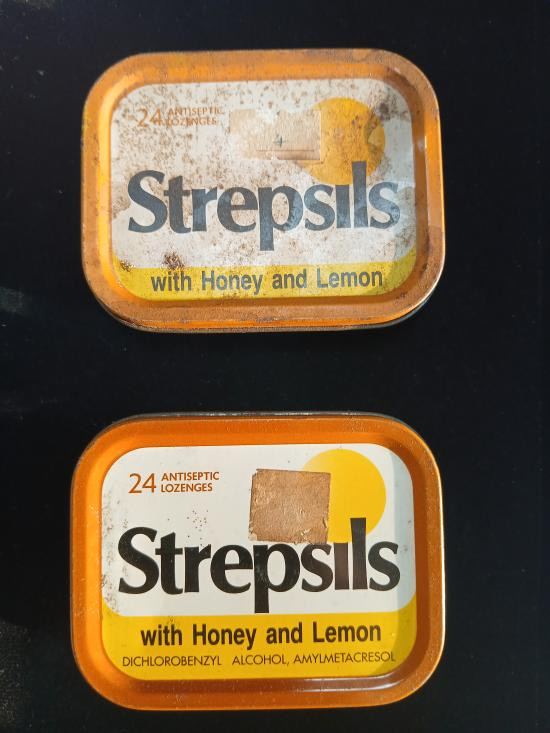 24 ANTISEPTIC
LOZENGES
4
Strepsils
with Honey and Lemon
24 ANTISEPTIC
LOZENGES
Strepsils
with Honey and Lemon
DICHLOROBENZYL ALCOHOL, AMYLMETACRESOL